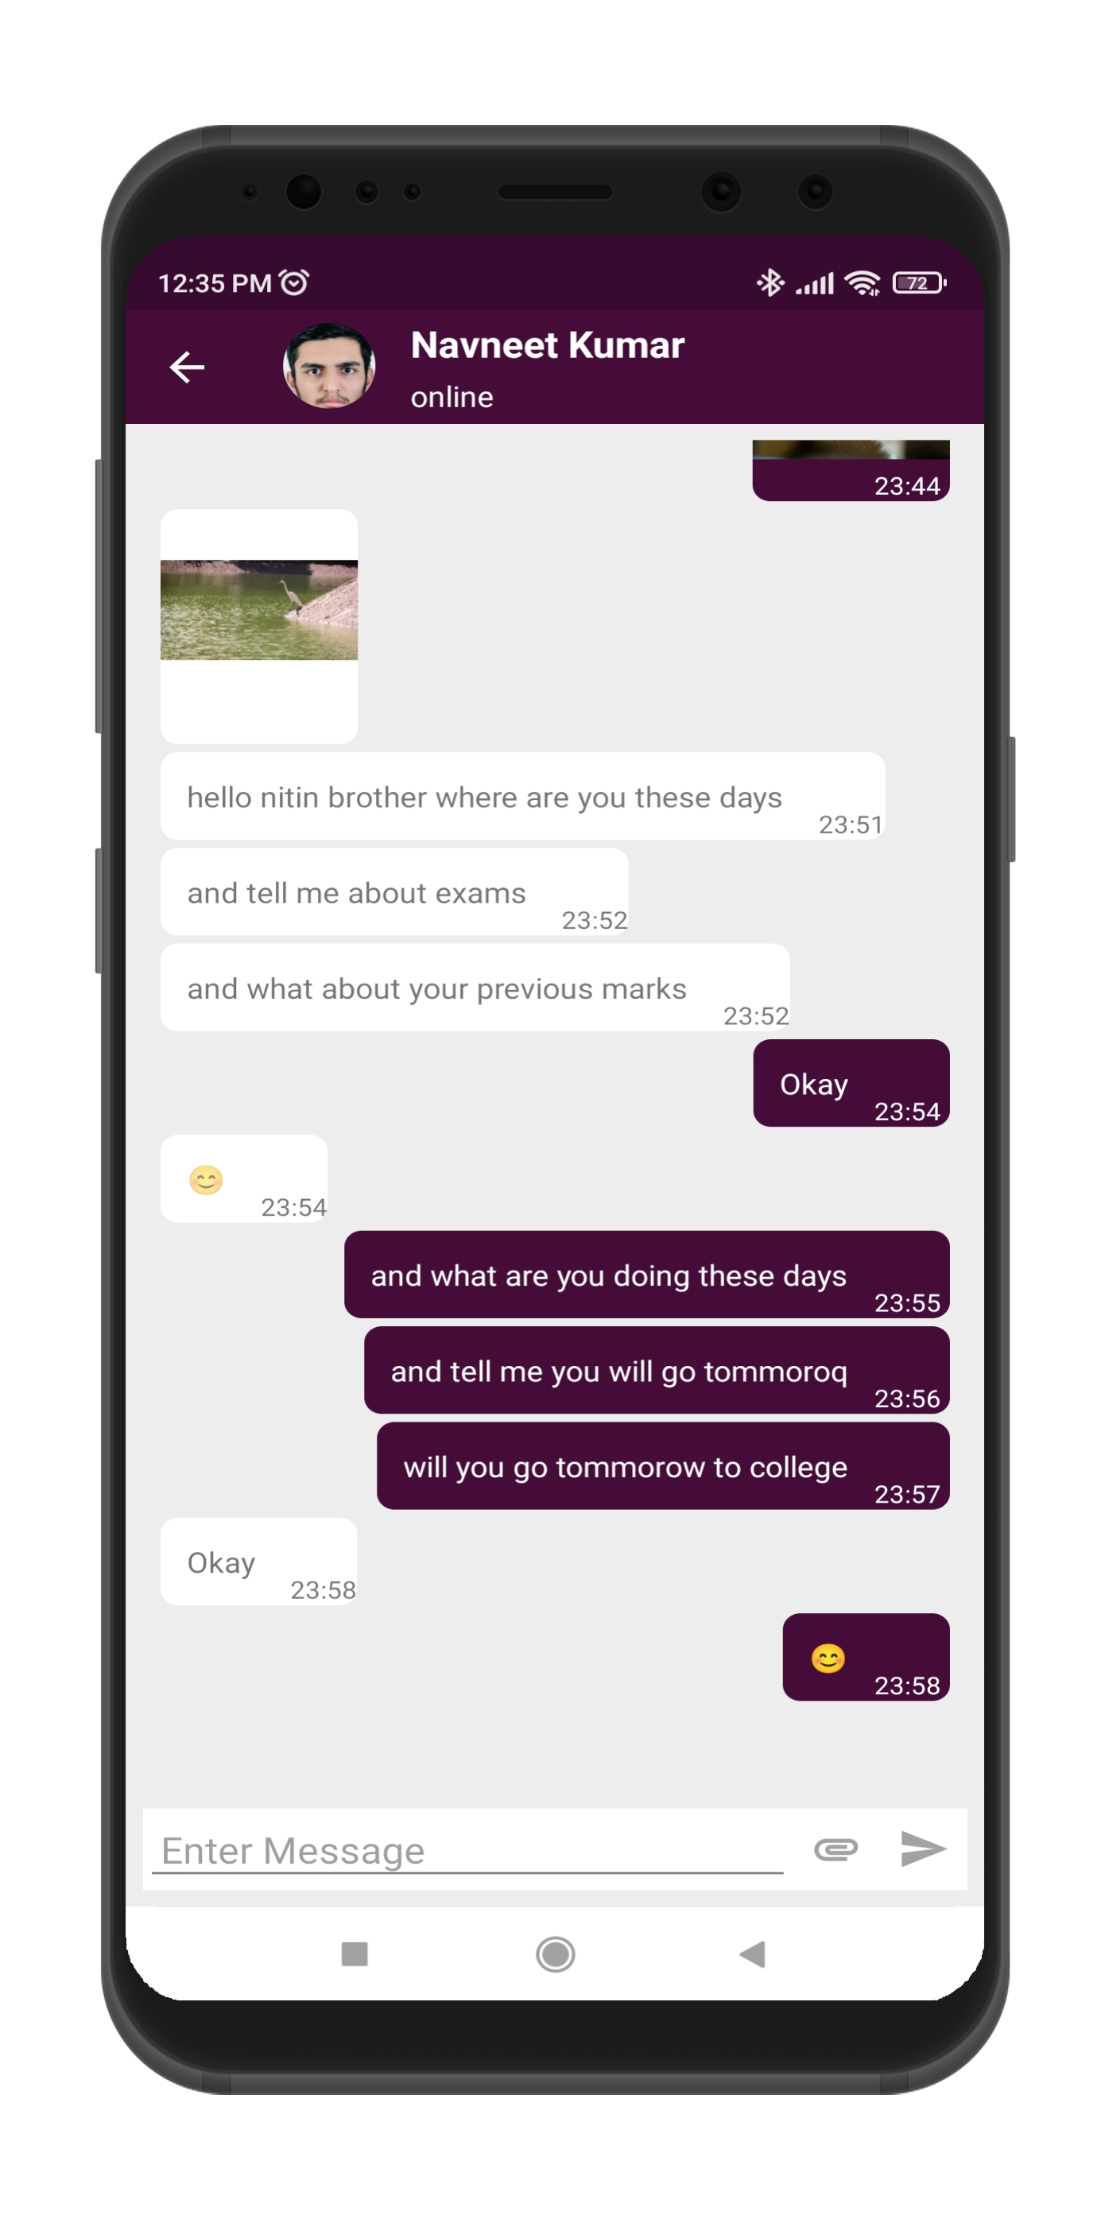 12:35 PM
72
Navneet Kumar
online
23:44
hello nitin brother where are you these days
23:51
and tell me about exams
23:52
and what about your previous marks
23:52
Okay
23:54
😊
23:54
and what are you doing these days
23:55
and tell me you will go tommoroq
23:56
will you go tommorow to college
23:57
Okay
23:58
😊
23:58
Enter Message